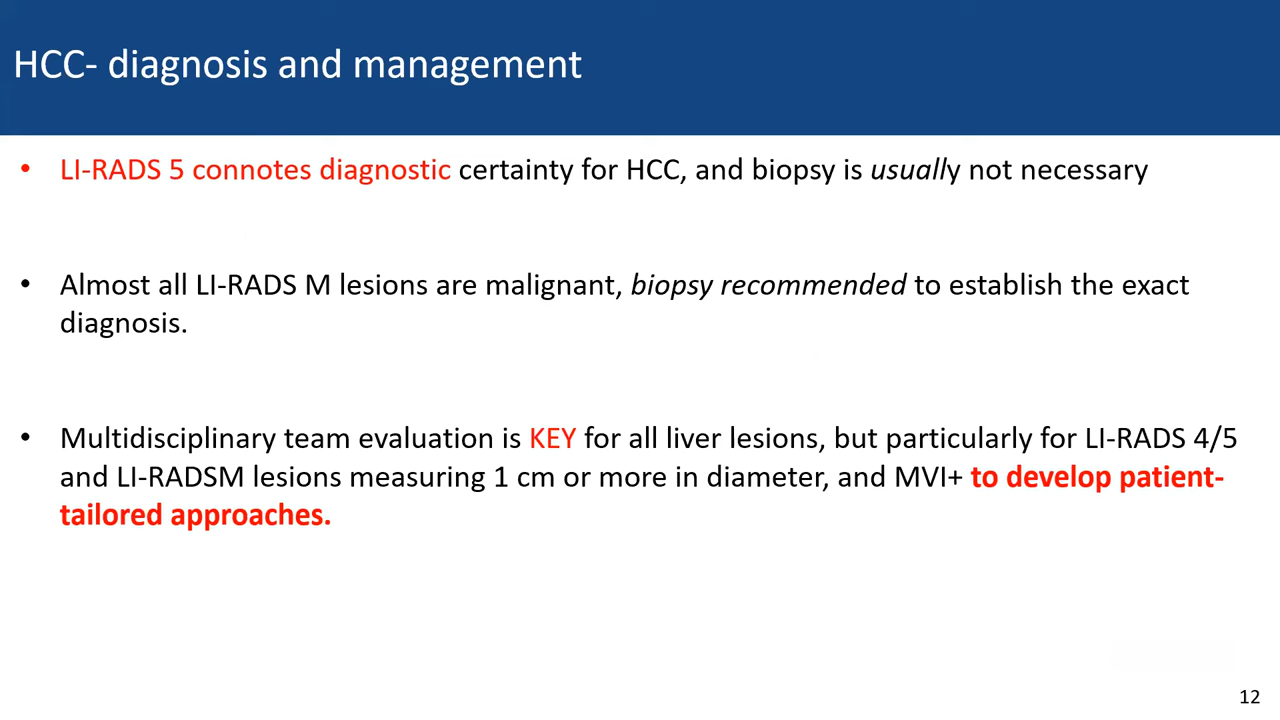 HCC- diagnosis and management
• LI-RADS 5 connotes diagnostic certainty for HCC, and biopsy is usually not necessary
• Almost all LI-RADS M lesions are malignant, biopsy recommended to establish the exact
diagnosis.
• Multidisciplinary team evaluation is KEY for all liver lesions, but particularly for LI-RADS 4/5
and LI-RADSM lesions measuring 1 cm or more in diameter, and MVI+ to develop patient-
tailored approaches.
12